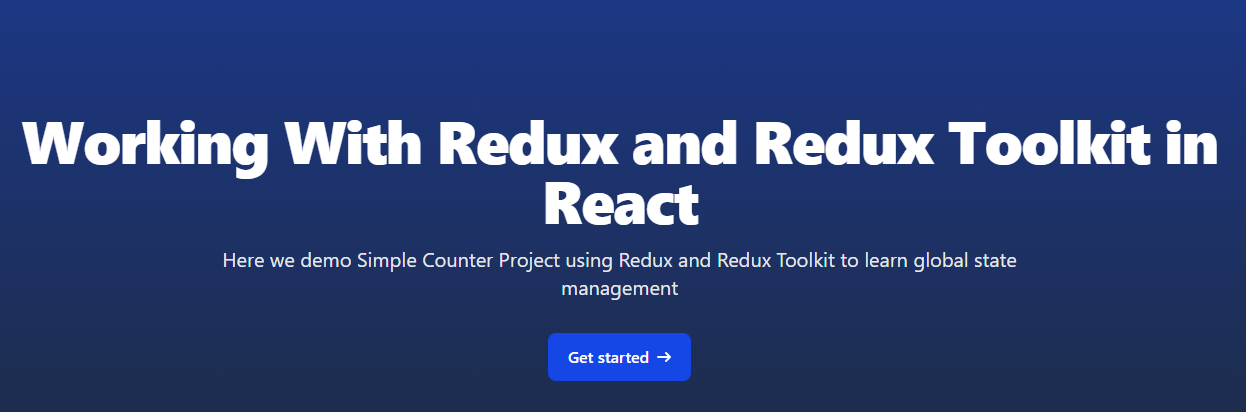 Working With Redux and Redux Toolkit in
React
Here we demo Simple Counter Project using Redux and Redux Toolkit to learn global state
management
Get started →